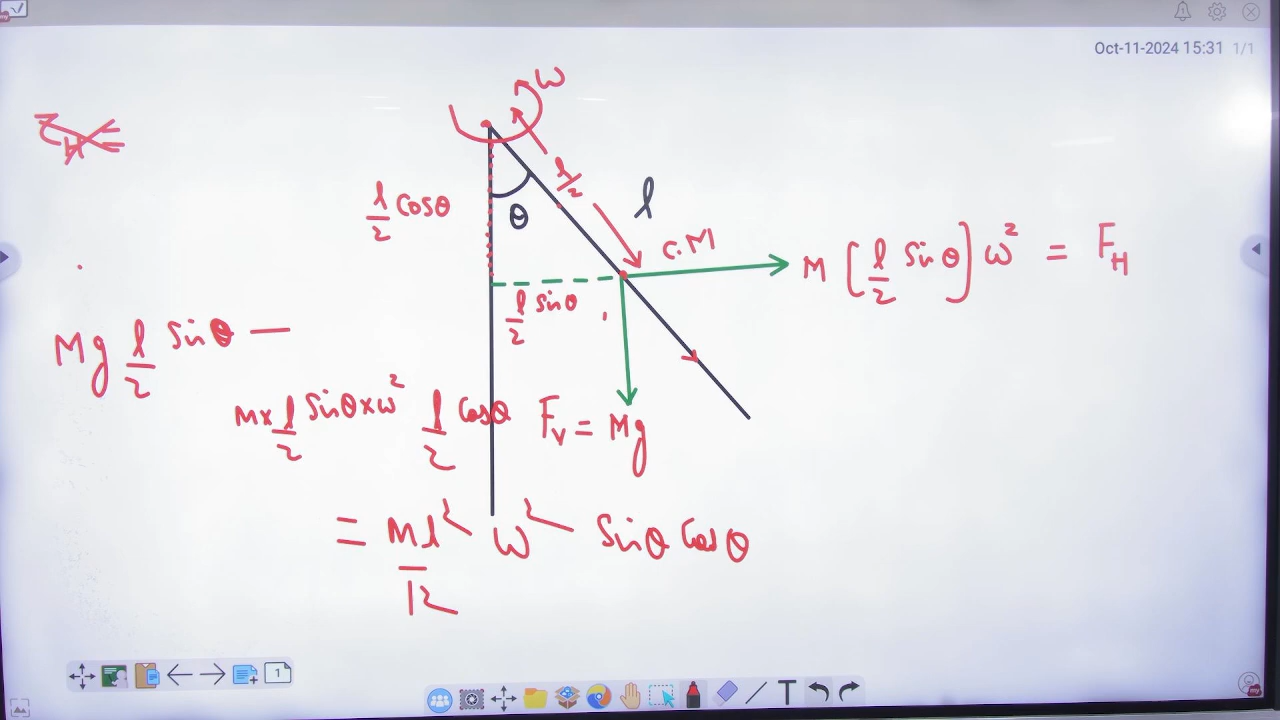 Oct-11-2024 15:31 1/1
ω
H
l/2
l
l/2 cosθ
θ
C.M
M [l/2 sinθ] ω² = F_H
l/2 sinθ
Mg l/2 sinθ —
M× l/2 sinθ×ω² l/2 cosθ
F_V = Mg
= Ml²/12 ω² sinθ cosθ
1
T